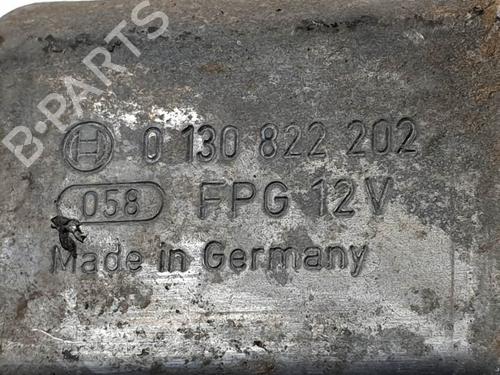 B-PARTS
0 130 822 202
058 FPG 12V
Made in Germany